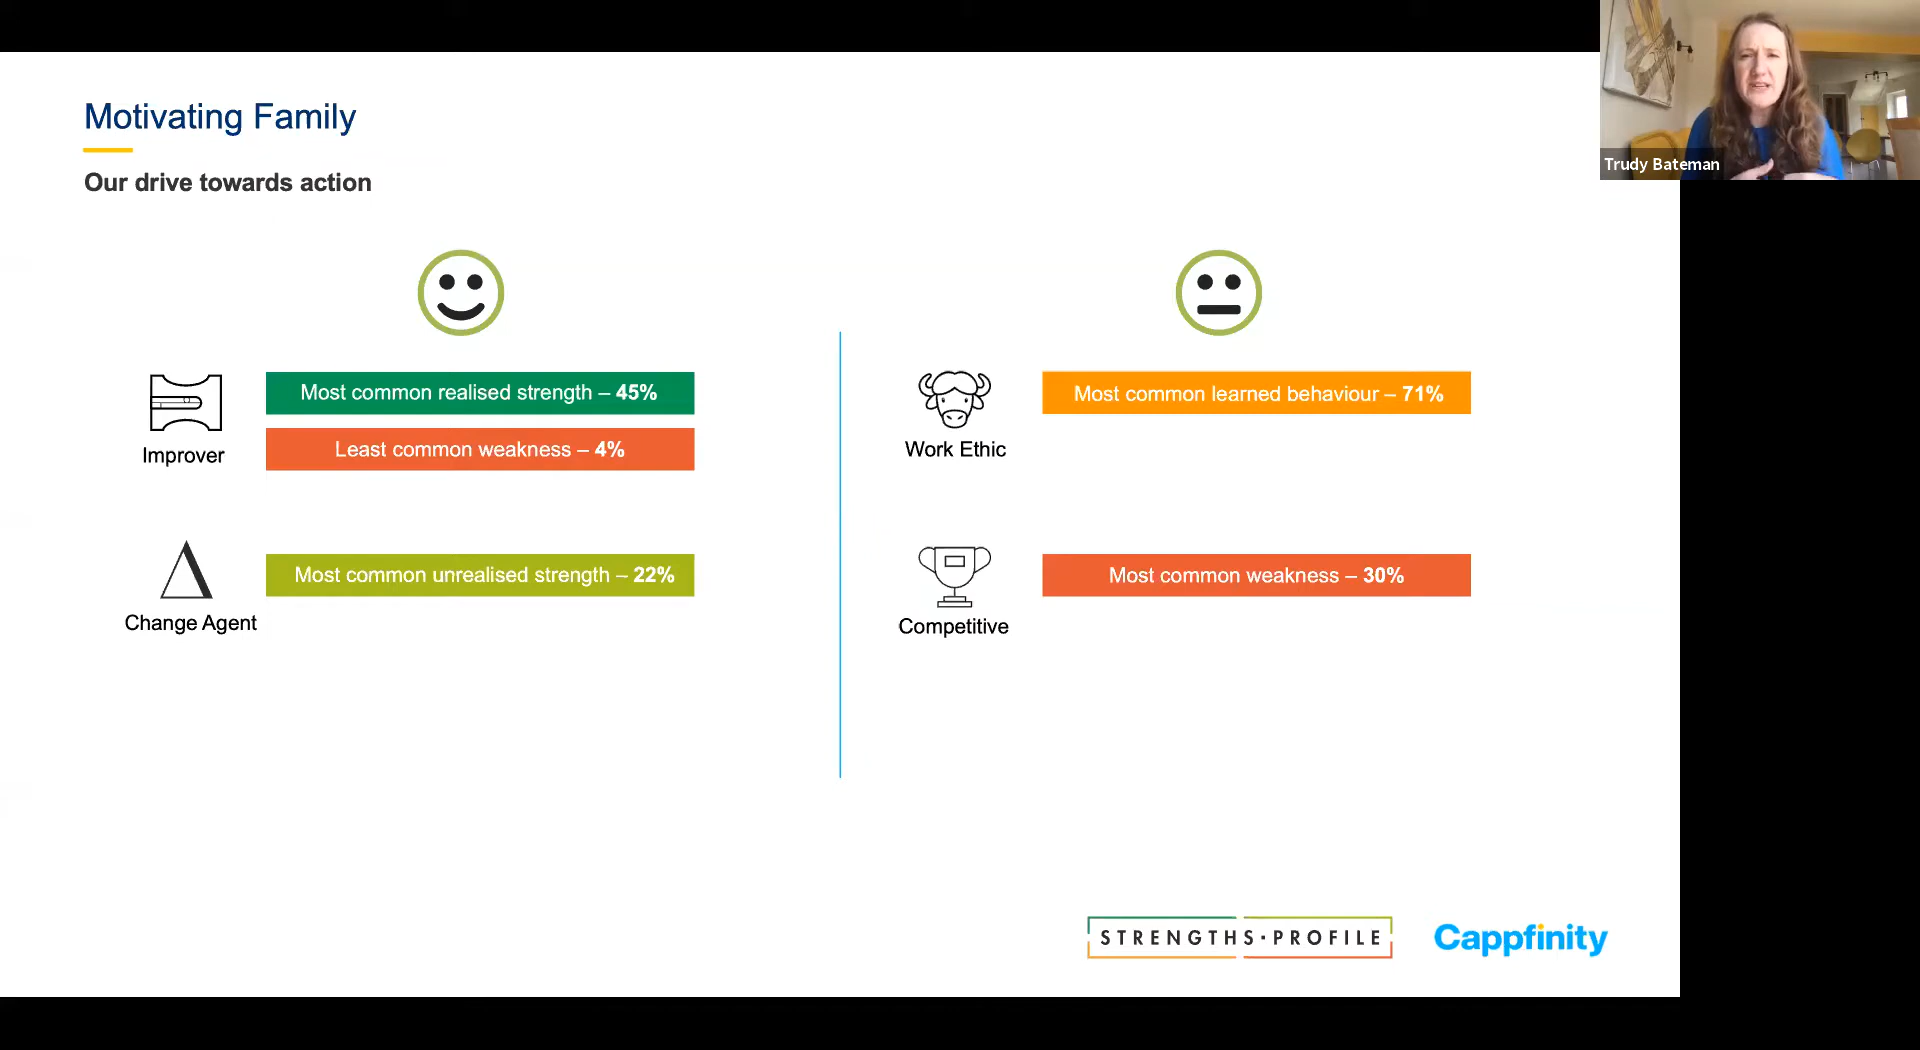 Motivating Family
Our drive towards action
Most common realised strength – 45%
Least common weakness – 4%
Improver
Most common unrealised strength – 22%
Change Agent
Most common learned behaviour – 71%
Work Ethic
Most common weakness – 30%
Competitive
STRENGTHS·PROFILE
Cappfinity
Trudy Bateman